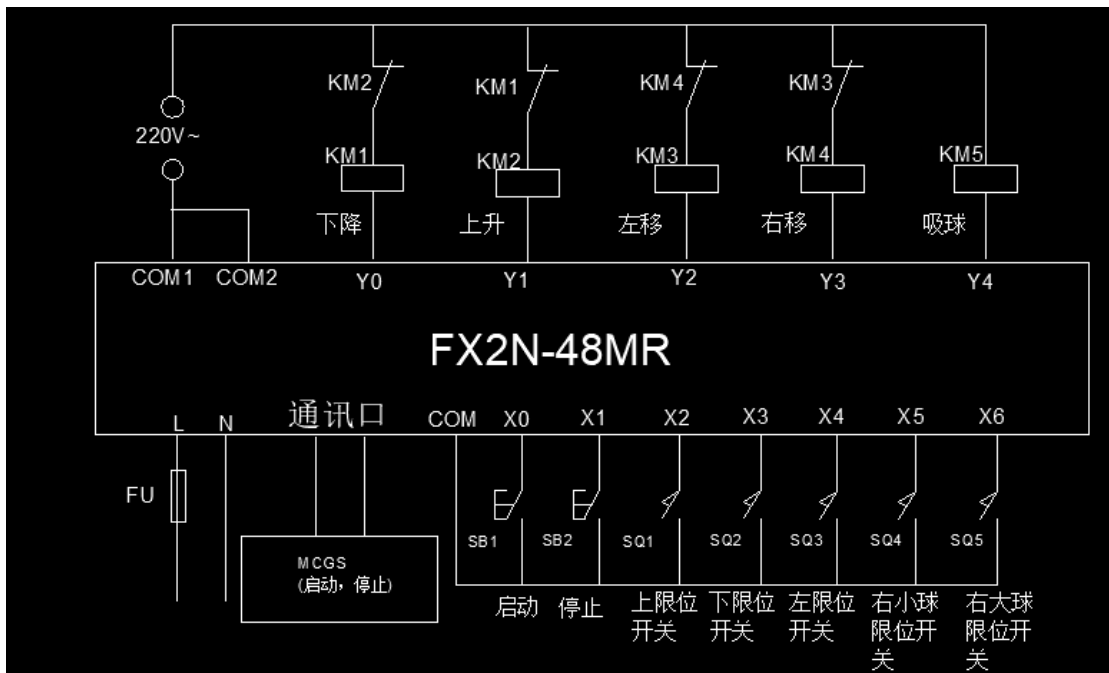 KM2 KM1 KM4 KM3
220V~
KM1 KM2 KM3 KM4 KM5
下降 上升 左移 右移 吸球
COM1 COM2 Y0 Y1 Y2 Y3 Y4
FX2N-48MR
L N 通讯口 COM X0 X1 X2 X3 X4 X5 X6
FU
SB1 SB2 SQ1 SQ2 SQ3 SQ4 SQ5
MCGS
(启动，停止)
启动 停止 上限位 下限位 左限位 右小球 右大球
开关 开关 开关 限位开 限位开
关 关